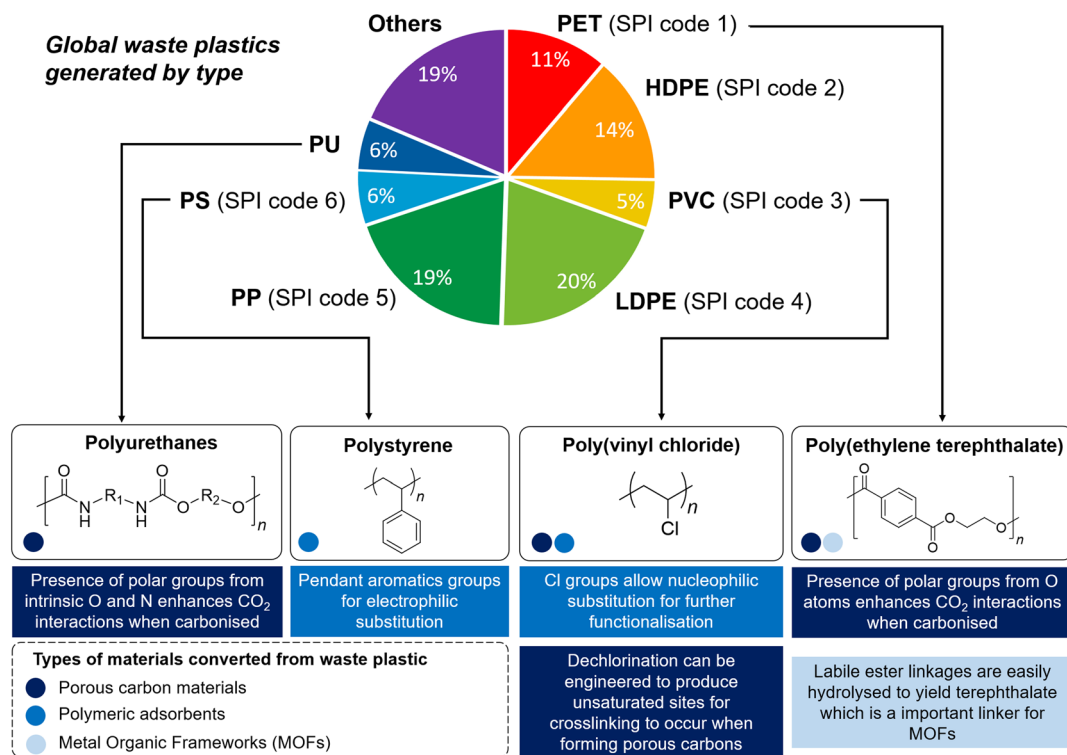 Global waste plastics
generated by type
Others
PET (SPI code 1)
19%
11%
HDPE (SPI code 2)
14%
PU
6%
PS (SPI code 6)
6%
5%
PVC (SPI code 3)
19%
20%
PP (SPI code 5)
LDPE (SPI code 4)
Polyurethanes
O
N
H
R₁
N
H
O
O
R₂
O
n
Presence of polar groups from
intrinsic O and N enhances CO₂
interactions when carbonised
Polystyrene
n
Pendant aromatics groups
for electrophilic
substitution
Poly(vinyl chloride)
n
Cl
Cl groups allow nucleophilic
substitution for further
functionalisation
Dechlorination can be
engineered to produce
unsaturated sites for
crosslinking to occur when
forming porous carbons
Poly(ethylene terephthalate)
O
O
O
O
n
Presence of polar groups from O
atoms enhances CO₂ interactions
when carbonised
Labile ester linkages are easily
hydrolysed to yield terephthalate
which is a important linker for
MOFs
Types of materials converted from waste plastic
Porous carbon materials
Polymeric adsorbents
Metal Organic Frameworks (MOFs)